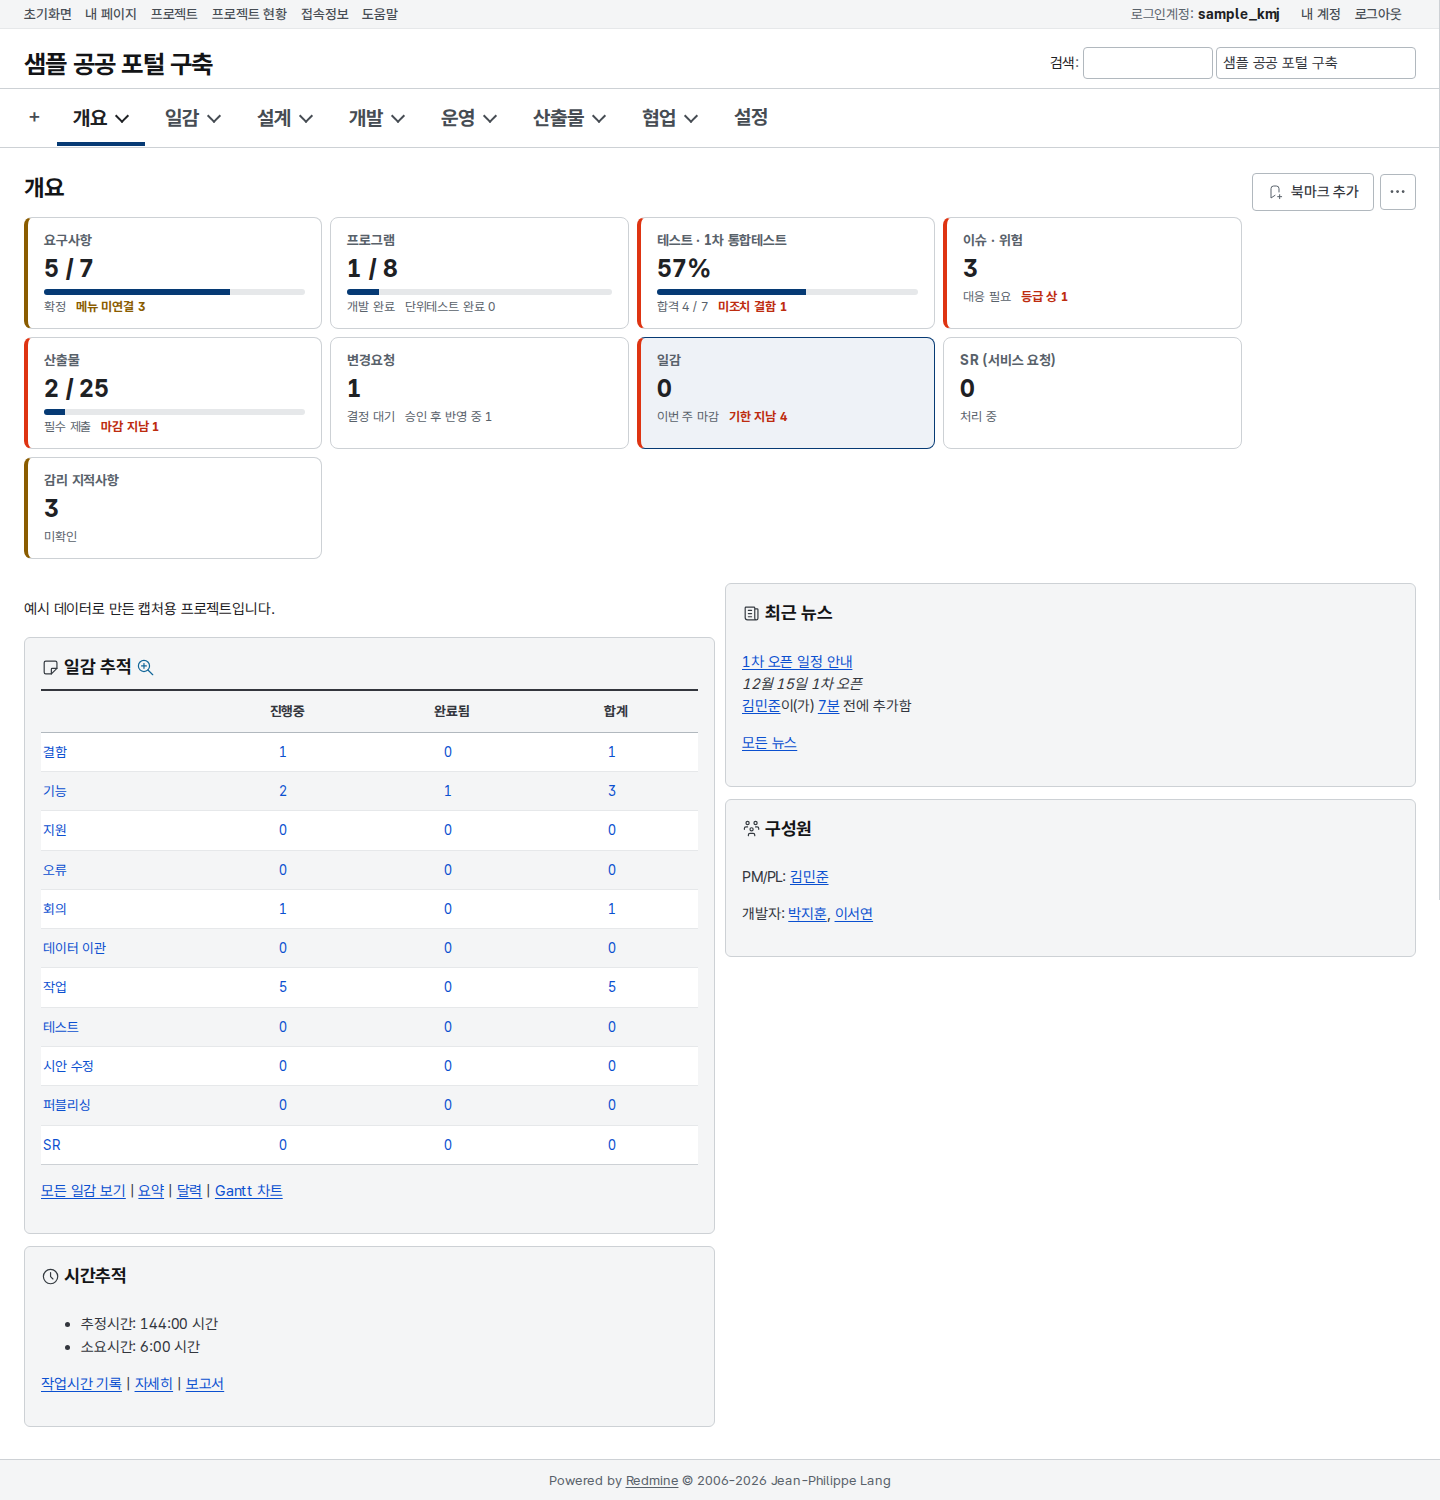 초기화면 내 페이지 프로젝트 프로젝트 현황 접속정보 도움말 로그인계정: sample_kmj 내 계정 로그아웃
샘플 공공 포털 구축 검색: 샘플 공공 포털 구축
+ 개요 일감 설계 개발 운영 산출물 협업 설정
개요 북마크 추가 ···
요구사항
5 / 7
확정 메뉴 미연결 3
프로그램
1 / 8
개발 완료 단위테스트 완료 0
테스트 · 1차 통합테스트
57%
합격 4 / 7 미조치 결함 1
이슈 · 위험
3
대응 필요 등급 상 1
산출물
2 / 25
필수 제출 마감 지남 1
변경요청
1
결정 대기 승인 후 반영 중 1
일감
0
이번 주 마감 기한 지남 4
SR (서비스 요청)
0
처리 중
감리 지적사항
3
미확인
예시 데이터로 만든 캡처용 프로젝트입니다.
일감 추적
진행중 완료됨 합계
결함 1 0 1
기능 2 1 3
지원 0 0 0
오류 0 0 0
회의 1 0 1
데이터 이관 0 0 0
작업 5 0 5
테스트 0 0 0
시안 수정 0 0 0
퍼블리싱 0 0 0
SR 0 0 0
모든 일감 보기 | 요약 | 달력 | Gantt 차트
시간추적
• 추정시간: 144:00 시간
• 소요시간: 6:00 시간
작업시간 기록 | 자세히 | 보고서
최근 뉴스
1차 오픈 일정 안내
12월 15일 1차 오픈
김민준이(가) 7분 전에 추가함
모든 뉴스
구성원
PM/PL: 김민준
개발자: 박지훈, 이서연
Powered by Redmine © 2006-2026 Jean-Philippe Lang